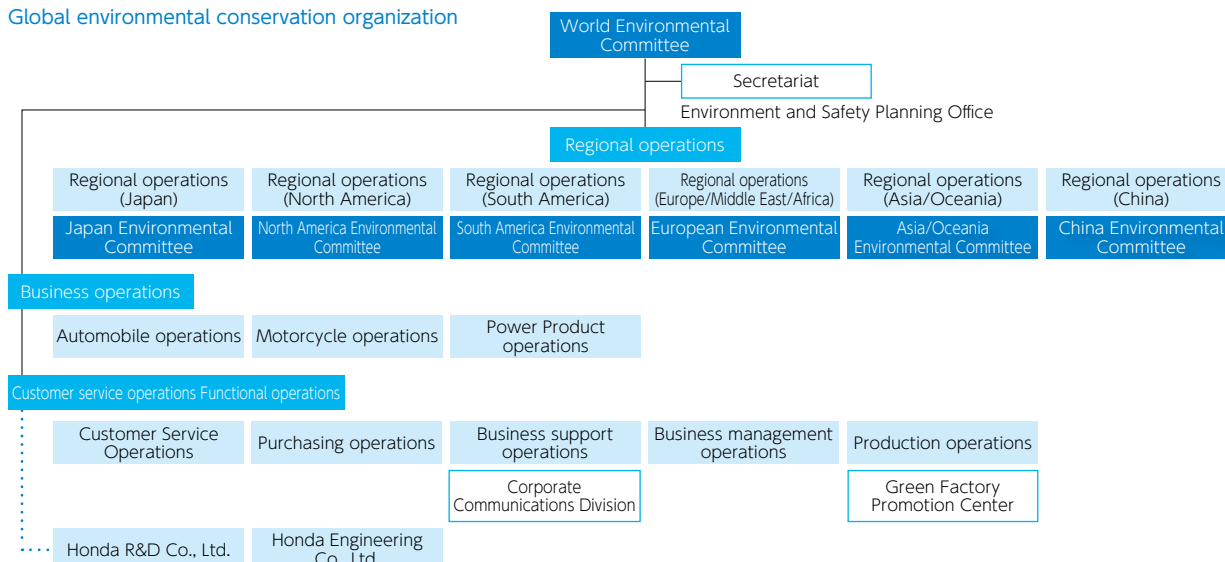 Global environmental conservation organization
World Environmental
Committee
Secretariat
Environment and Safety Planning Office
Regional operations
Regional operations
(Japan)
Regional operations
(North America)
Regional operations
(South America)
Regional operations
(Europe/Middle East/Africa)
Regional operations
(Asia/Oceania)
Regional operations
(China)
Japan Environmental
Committee
North America Environmental
Committee
South America Environmental
Committee
European Environmental
Committee
Asia/Oceania
Environmental Committee
China Environmental
Committee
Business operations
Automobile operations
Motorcycle operations
Power Product
operations
Customer service operations Functional operations
Customer Service
Operations
Purchasing operations
Business support
operations
Business management
operations
Production operations
Corporate
Communications Division
Green Factory
Promotion Center
Honda R&D Co., Ltd.
Honda Engineering
Co., Ltd.